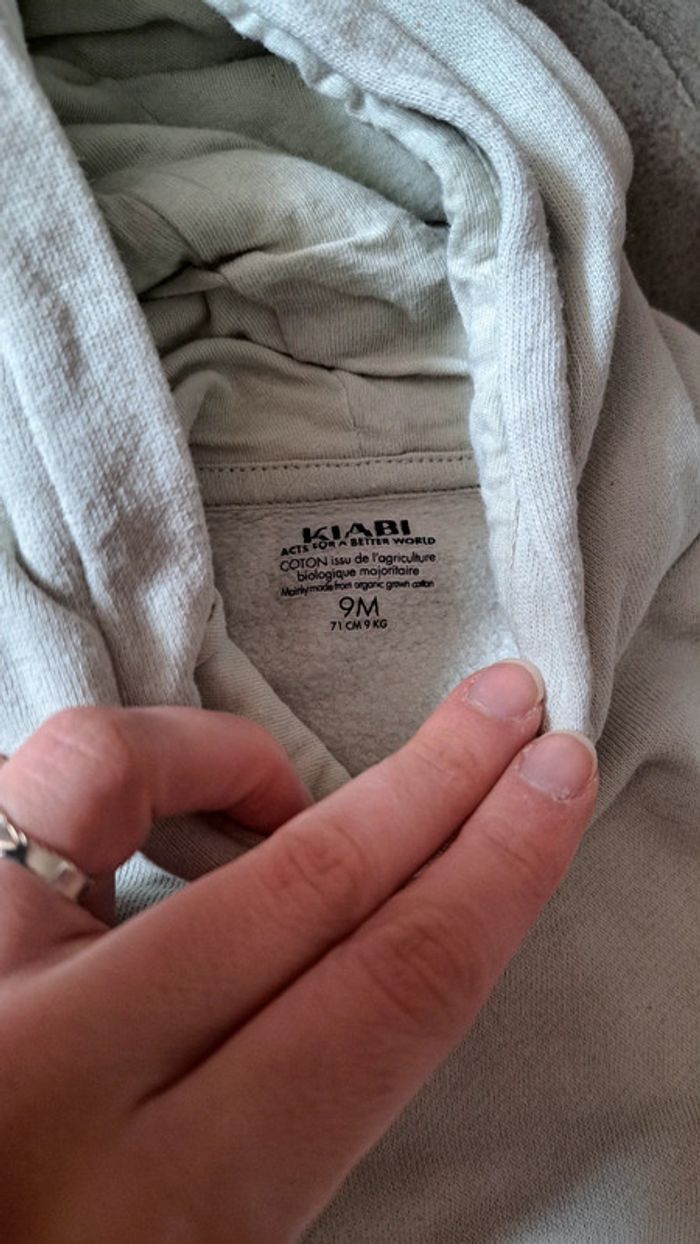 KIABI
ACTS FOR A BETTER WORLD
COTON issu de l'agriculture
biologique majoritaire
Mainly made from organic grown cotton
9M
71 CM 9 KG